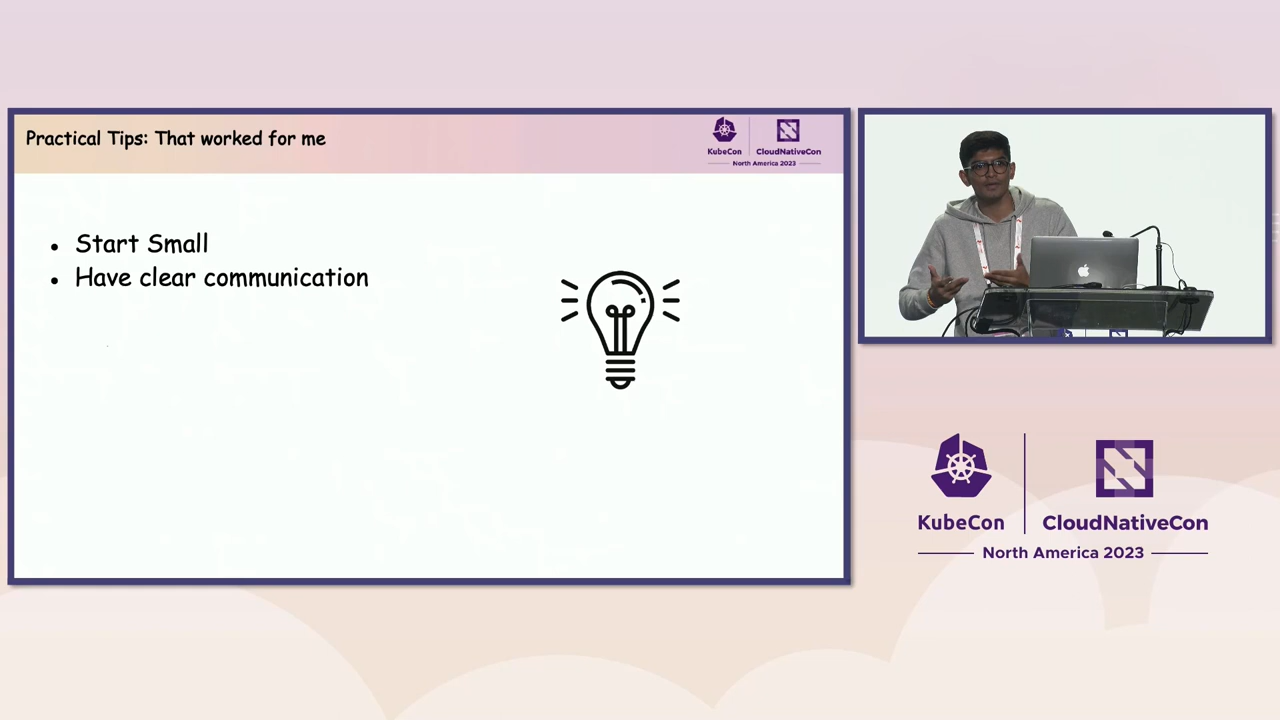 Practical Tips: That worked for me
KubeCon
CloudNativeCon
North America 2023
• Start Small
• Have clear communication
KubeCon
CloudNativeCon
North America 2023